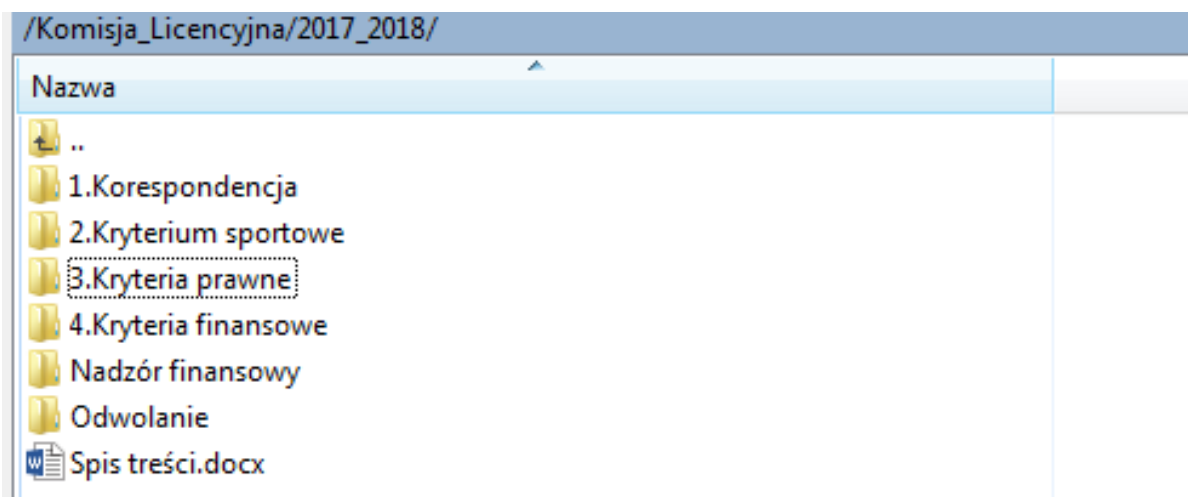 /Komisja_Licencyjna/2017_2018/
Nazwa
..
1.Korespondencja
2.Kryterium sportowe
3.Kryteria prawne
4.Kryteria finansowe
Nadzór finansowy
Odwolanie
Spis treści.docx